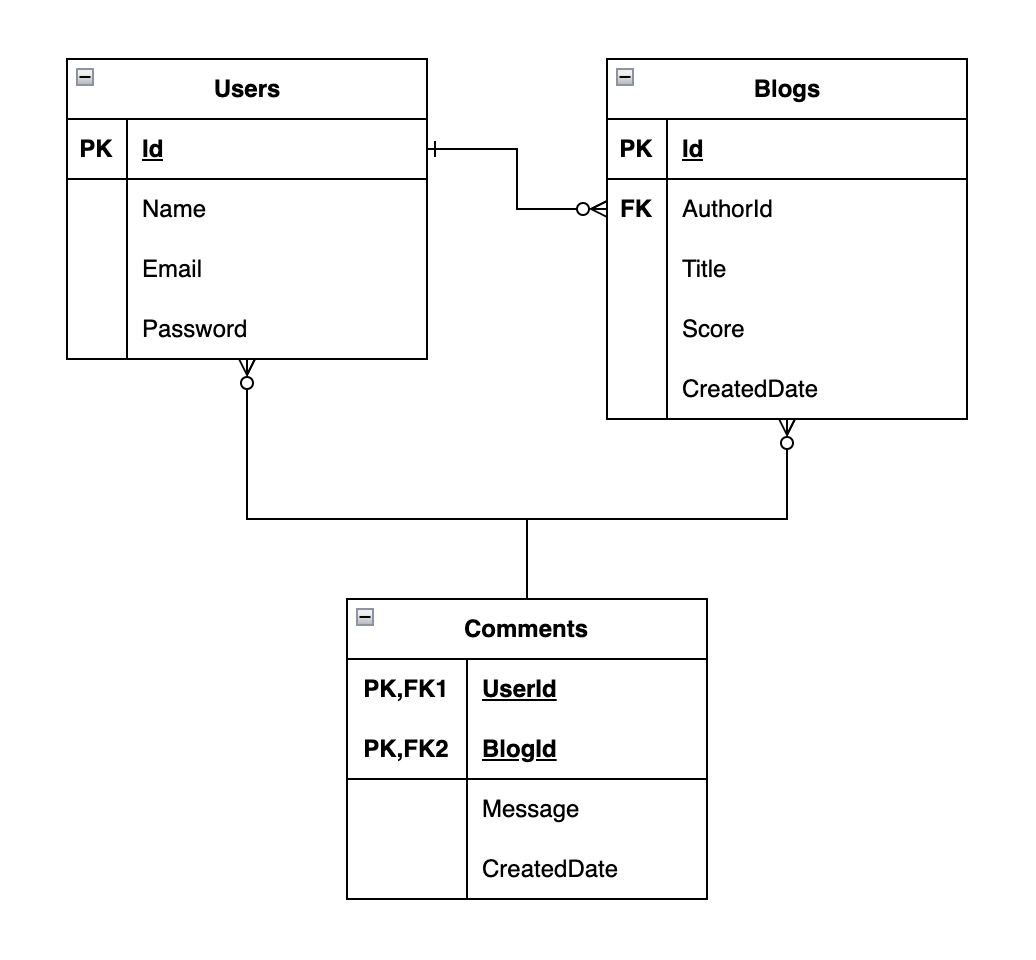 Users
PK Id
Name
Email
Password
Blogs
PK Id
FK AuthorId
Title
Score
CreatedDate
Comments
PK,FK1 UserId
PK,FK2 BlogId
Message
CreatedDate